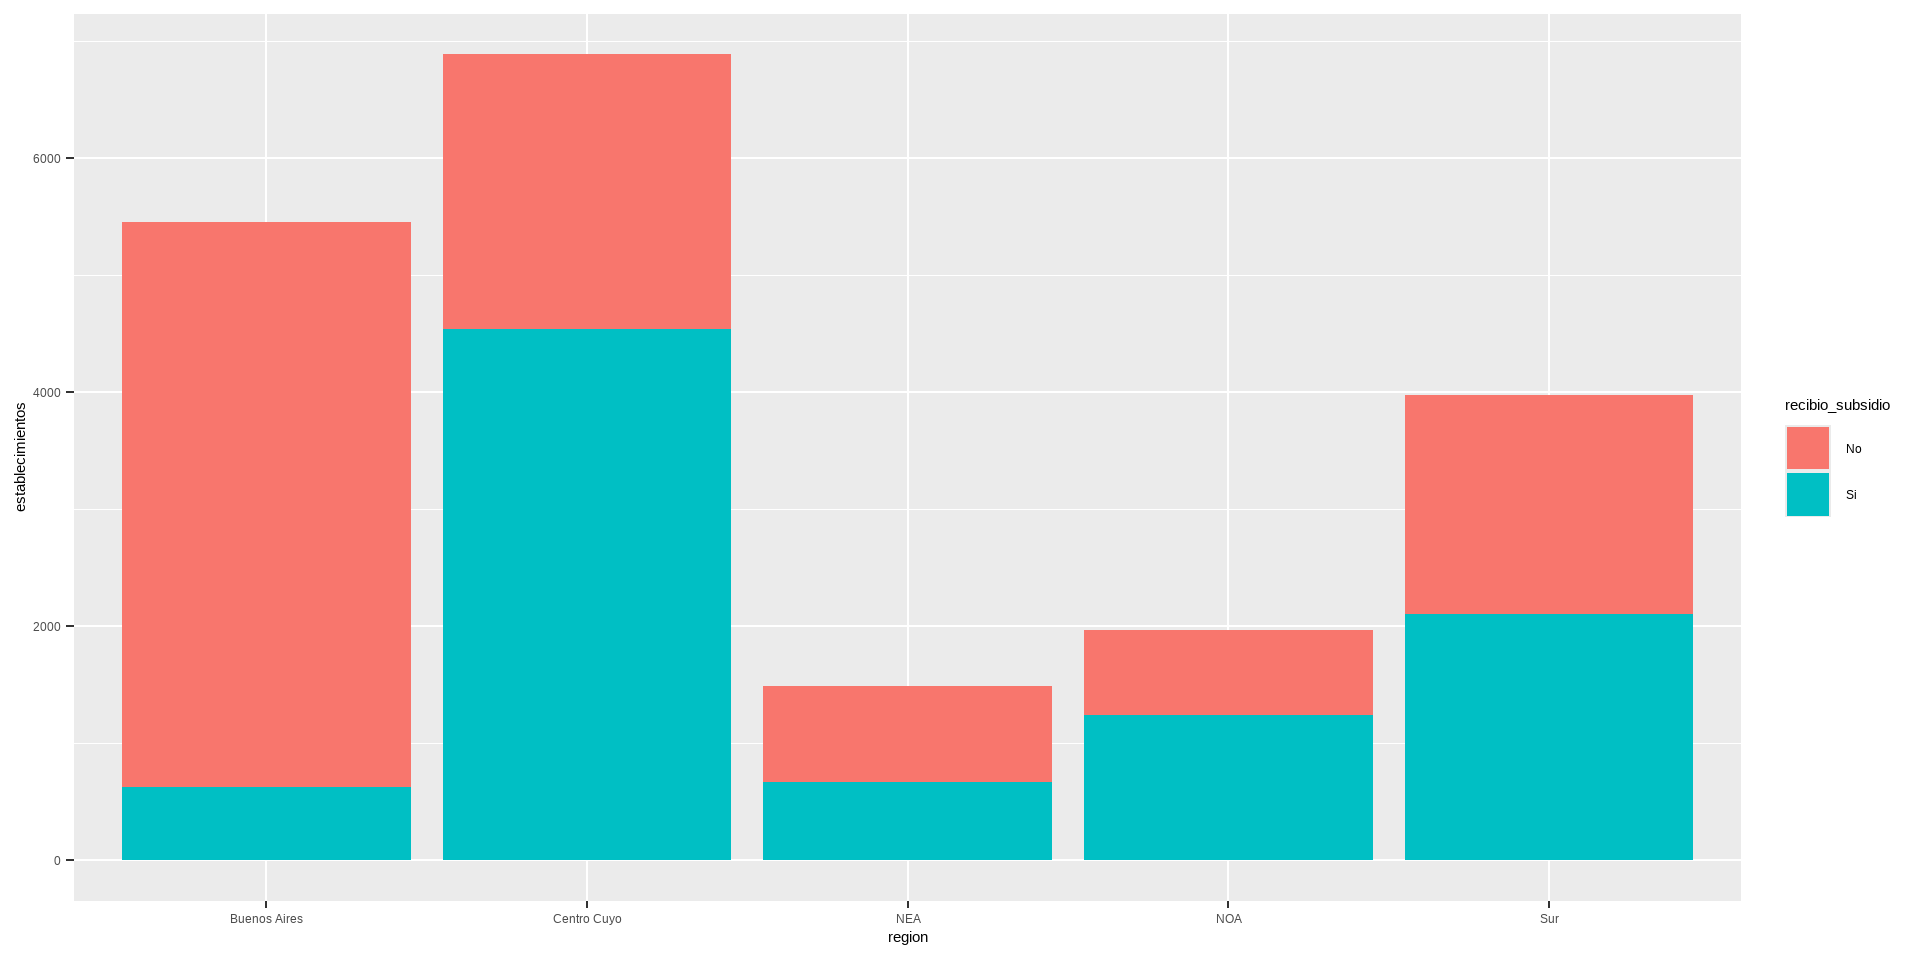 6000
4000
2000
0
establecimientos
Buenos Aires
Centro Cuyo
NEA
NOA
Sur
region
recibio_subsidio
No
Si